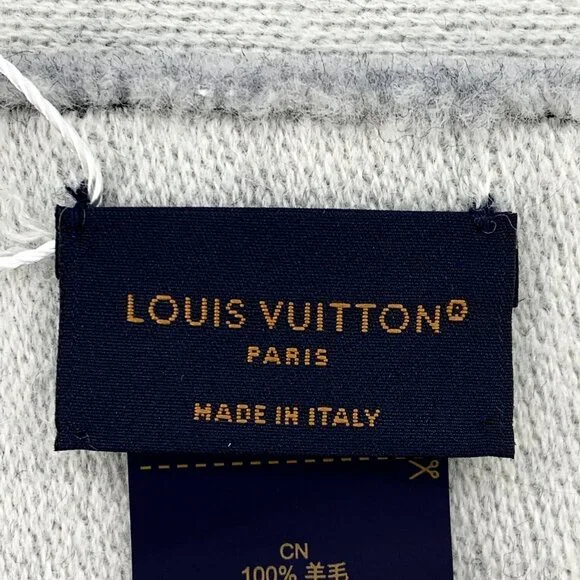 LOUIS VUITTON®
PARIS
MADE IN ITALY
CN
100% 羊毛